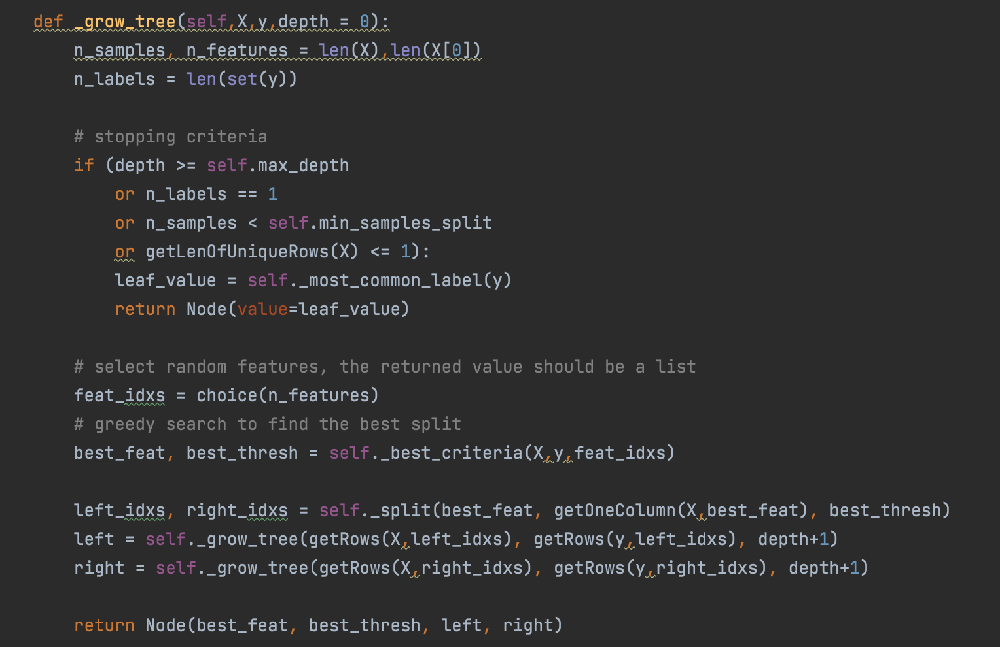 def _grow_tree(self,X,y,depth = 0):
n_samples, n_features = len(X),len(X[0])
n_labels = len(set(y))
# stopping criteria
if (depth >= self.max_depth
or n_labels == 1
or n_samples < self.min_samples_split
or getLenOfUniqueRows(X) <= 1):
leaf_value = self._most_common_label(y)
return Node(value=leaf_value)
# select random features, the returned value should be a list
feat_idxs = choice(n_features)
# greedy search to find the best split
best_feat, best_thresh = self._best_criteria(X,y,feat_idxs)
left_idxs, right_idxs = self._split(best_feat, getOneColumn(X,best_feat), best_thresh)
left = self._grow_tree(getRows(X,left_idxs), getRows(y,left_idxs), depth+1)
right = self._grow_tree(getRows(X,right_idxs), getRows(y,right_idxs), depth+1)
return Node(best_feat, best_thresh, left, right)